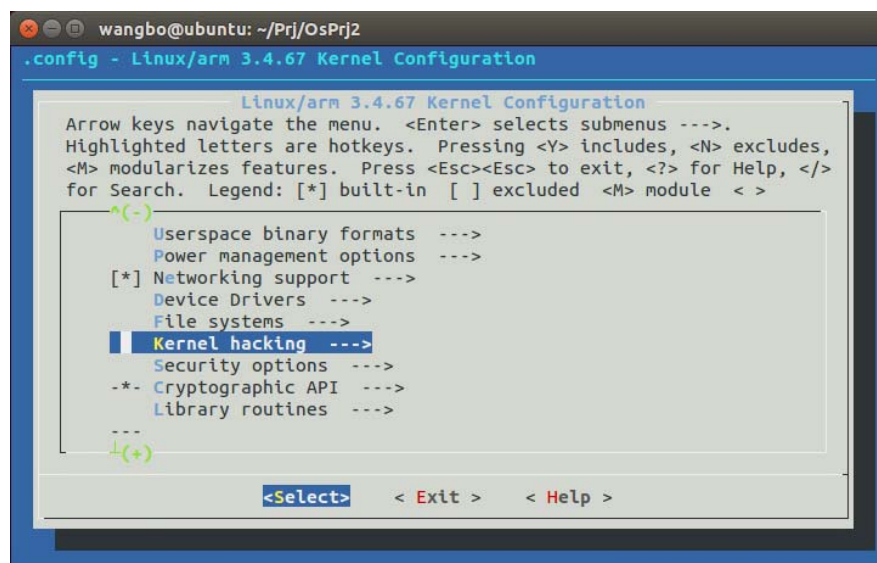 wangbo@ubuntu: ~/Prj/OsPrj2
.config - Linux/arm 3.4.67 Kernel Configuration
Linux/arm 3.4.67 Kernel Configuration
Arrow keys navigate the menu.  <Enter> selects submenus --->.
Highlighted letters are hotkeys.  Pressing <Y> includes, <N> excludes,
<M> modularizes features.  Press <Esc><Esc> to exit, <?> for Help, </>
for Search.  Legend: [*] built-in  [ ] excluded  <M> module  < >
^(-)
Userspace binary formats  --->
Power management options  --->
[*] Networking support  --->
Device Drivers  --->
File systems  --->
Kernel hacking  --->
Security options  --->
-*- Cryptographic API  --->
Library routines  --->
---
┴(+)
<Select>    < Exit >    < Help >